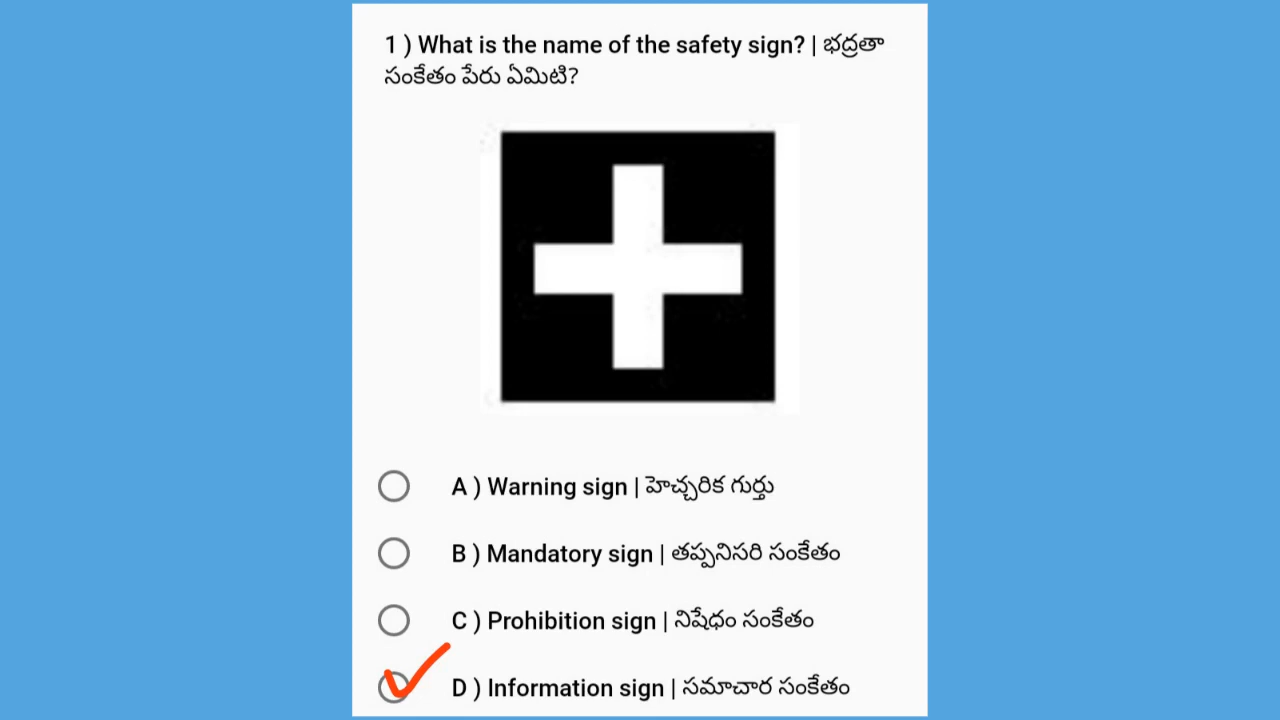 1 ) What is the name of the safety sign? | భద్రతా
సంకేతం పేరు ఏమిటి?
A ) Warning sign | హెచ్చరిక గుర్తు
B ) Mandatory sign | తప్పనిసరి సంకేతం
C ) Prohibition sign | నిషేధం సంకేతం
D ) Information sign | సమాచార సంకేతం